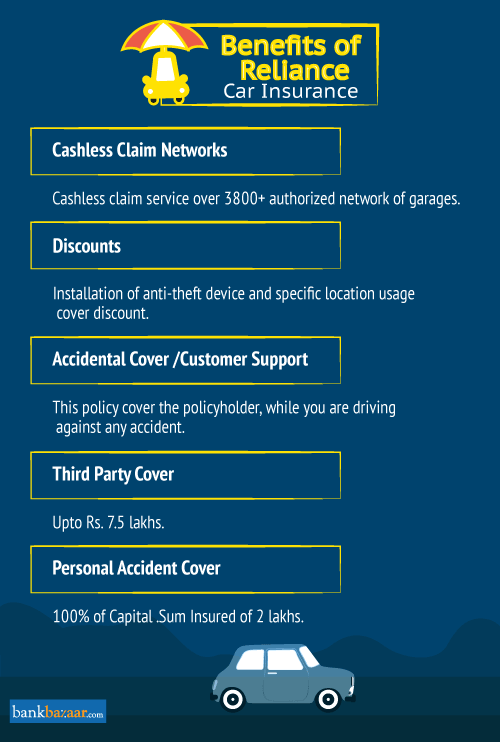 Benefits of
Reliance
Car Insurance
Cashless Claim Networks
Cashless claim service over 3800+ authorized network of garages.
Discounts
Installation of anti-theft device and specific location usage
cover discount.
Accidental Cover /Customer Support
This policy cover the policyholder, while you are driving
against any accident.
Third Party Cover
Upto Rs. 7.5 lakhs.
Personal Accident Cover
100% of Capital .Sum Insured of 2 lakhs.
bankbazaar.com